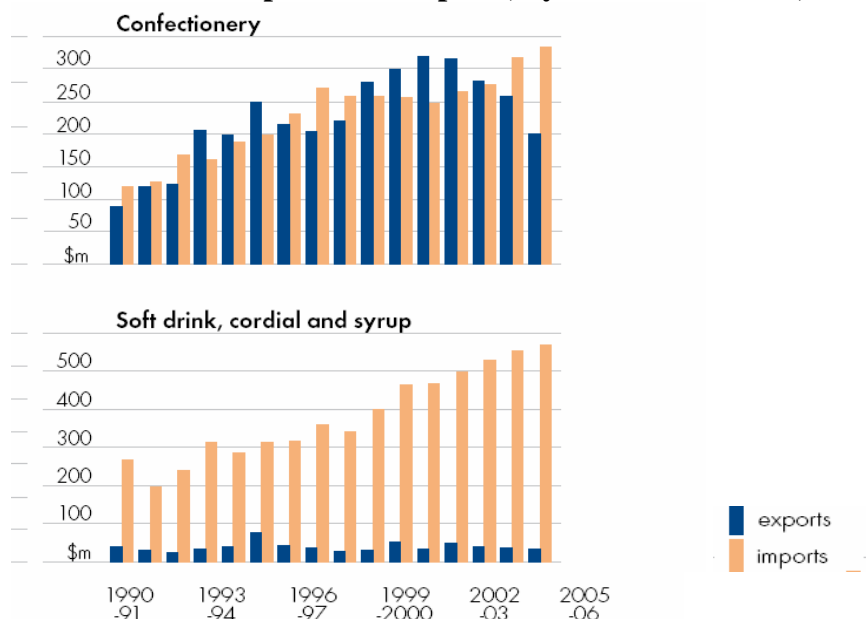 Confectionery
300
250
200
150
100
50
$m
Soft drink, cordial and syrup
500
400
300
200
100
$m
exports
imports
1990 1993 1996 1999 2002 2005
-91 -94 -97 -2000 -03 -06